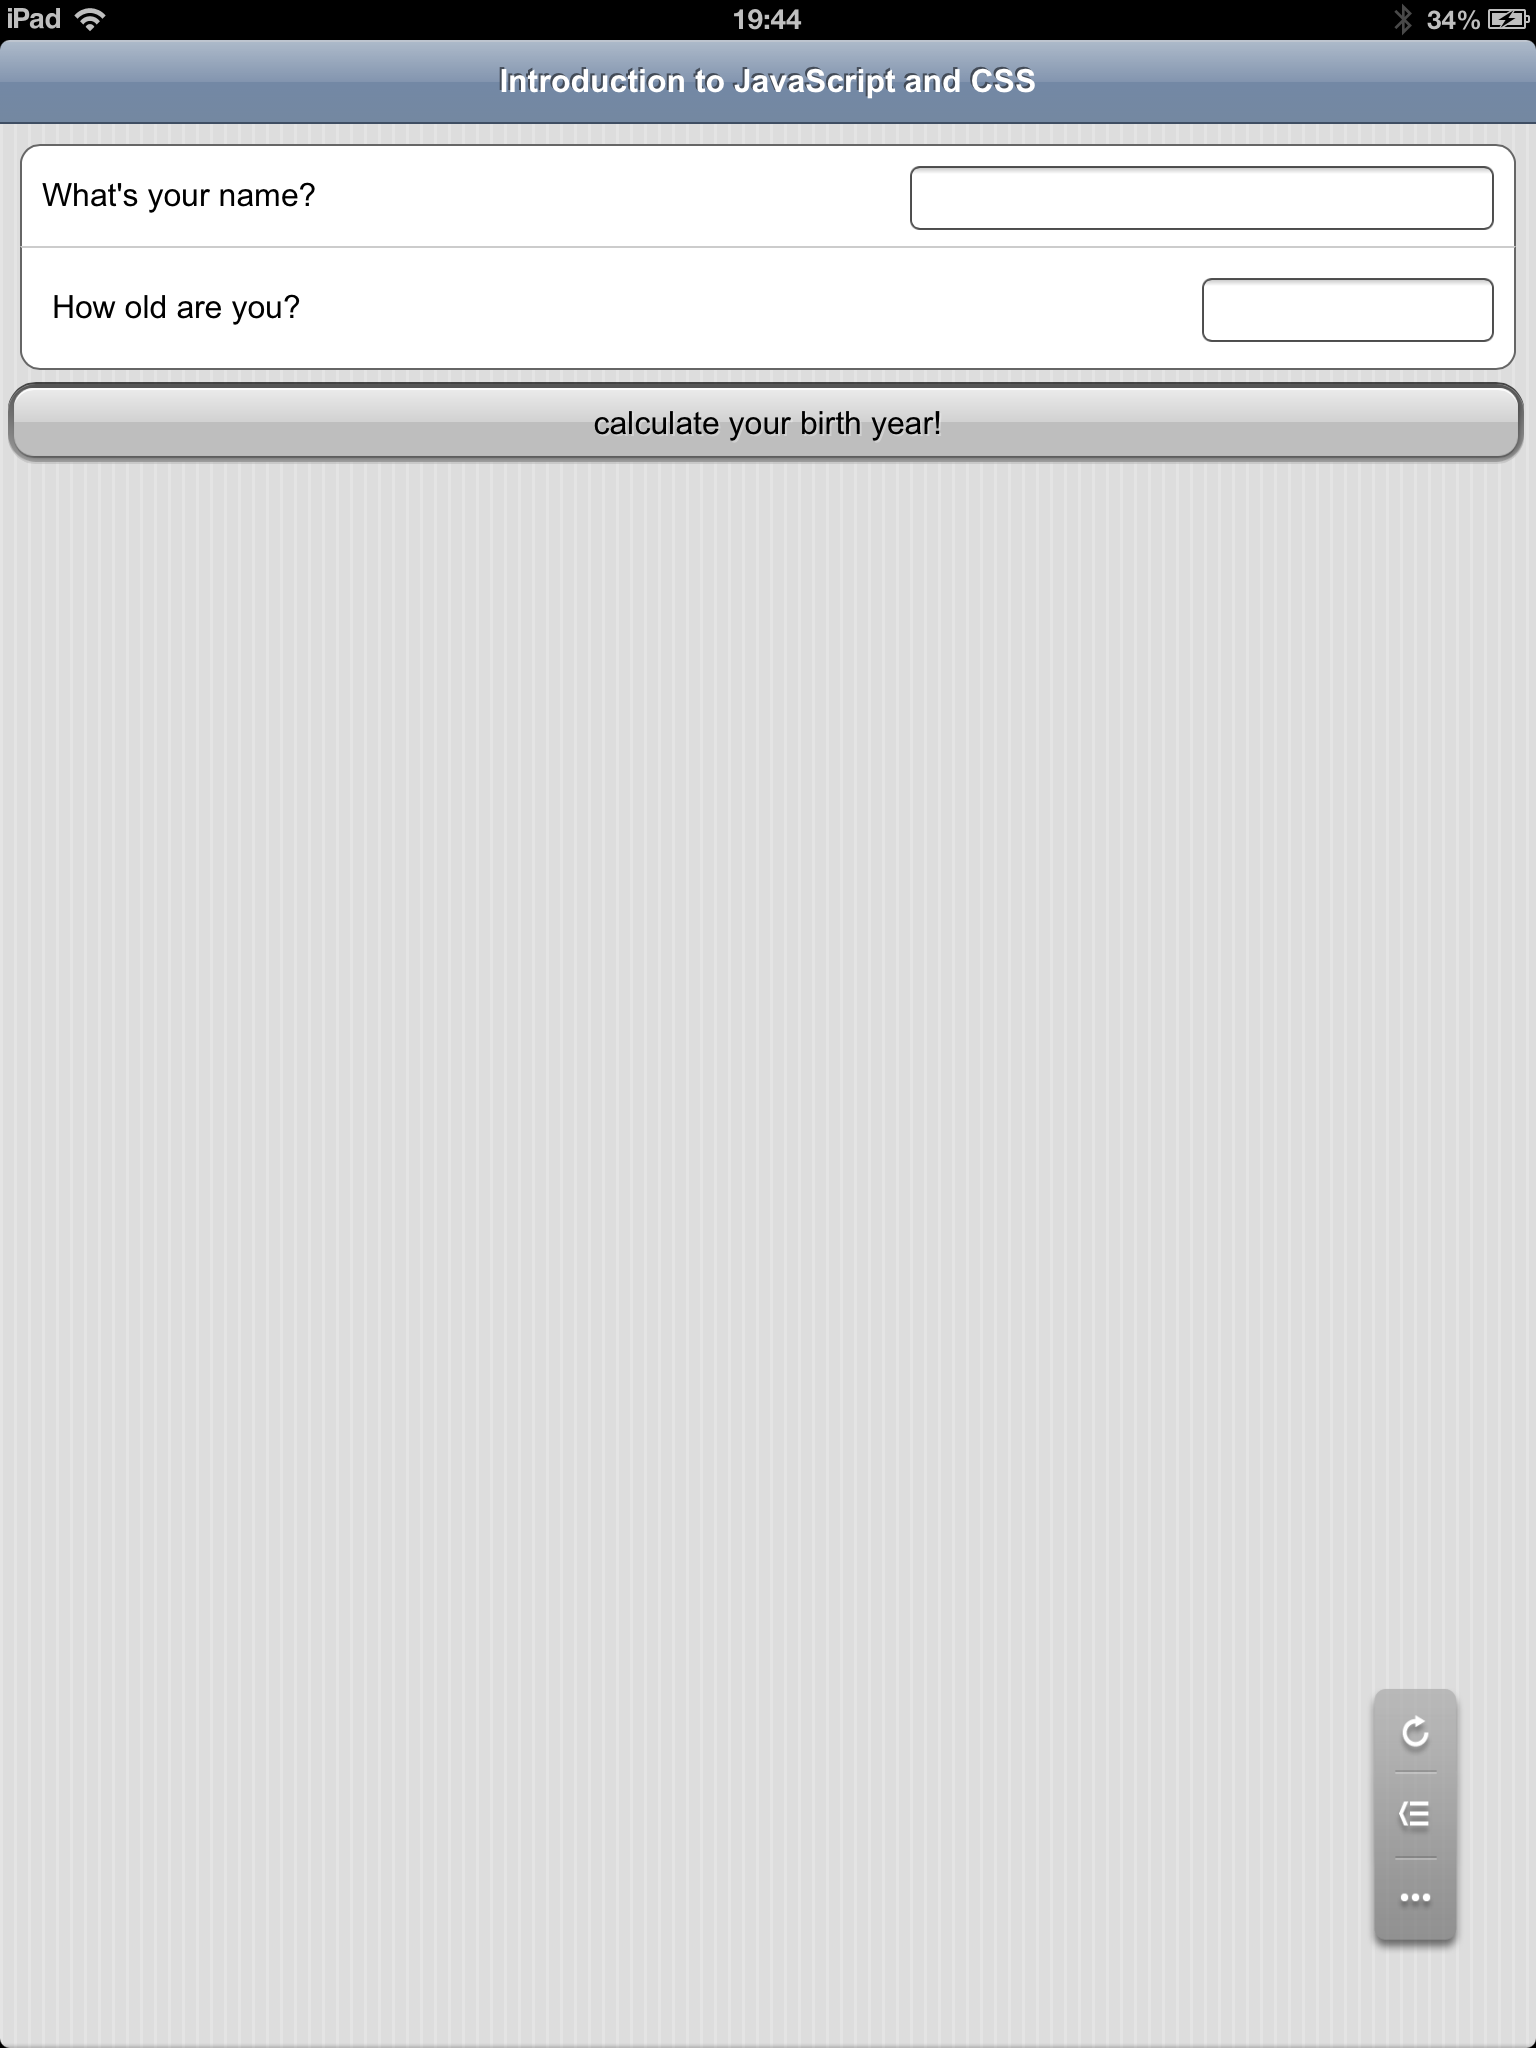 iPad 19:44 34%
Introduction to JavaScript and CSS
What's your name?
How old are you?
calculate your birth year!